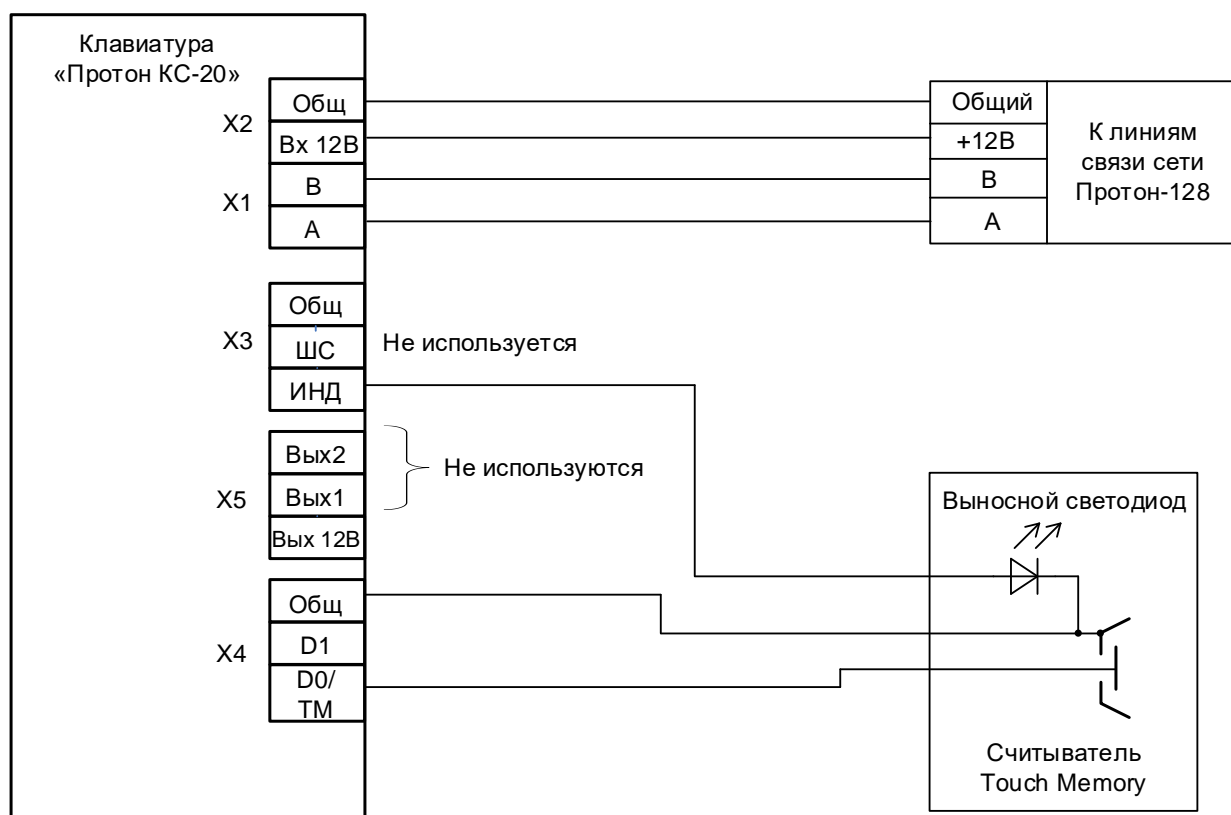 Клавиатура
«Протон КС-20»
X2
Общ
Вх 12В
X1
В
А
Общий
+12В
В
А
К линиям
связи сети
Протон-128
X3
Общ
ШС
ИНД
Не используется
X5
Вых2
Вых1
Вых 12В
Не используются
X4
Общ
D1
D0/
ТМ
Выносной светодиод
Считыватель
Touch Memory